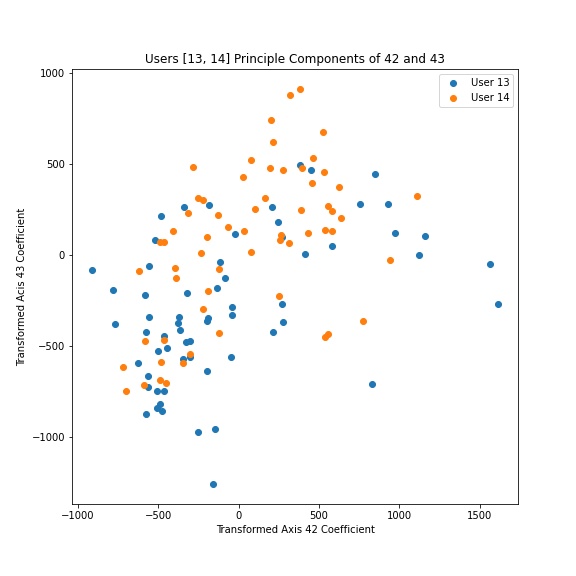 Users [13, 14] Principle Components of 42 and 43
User 13
User 14
Transformed Acis 43 Coefficient
1000
500
0
−500
−1000
−1000
−500
0
500
1000
1500
Transformed Axis 42 Coefficient